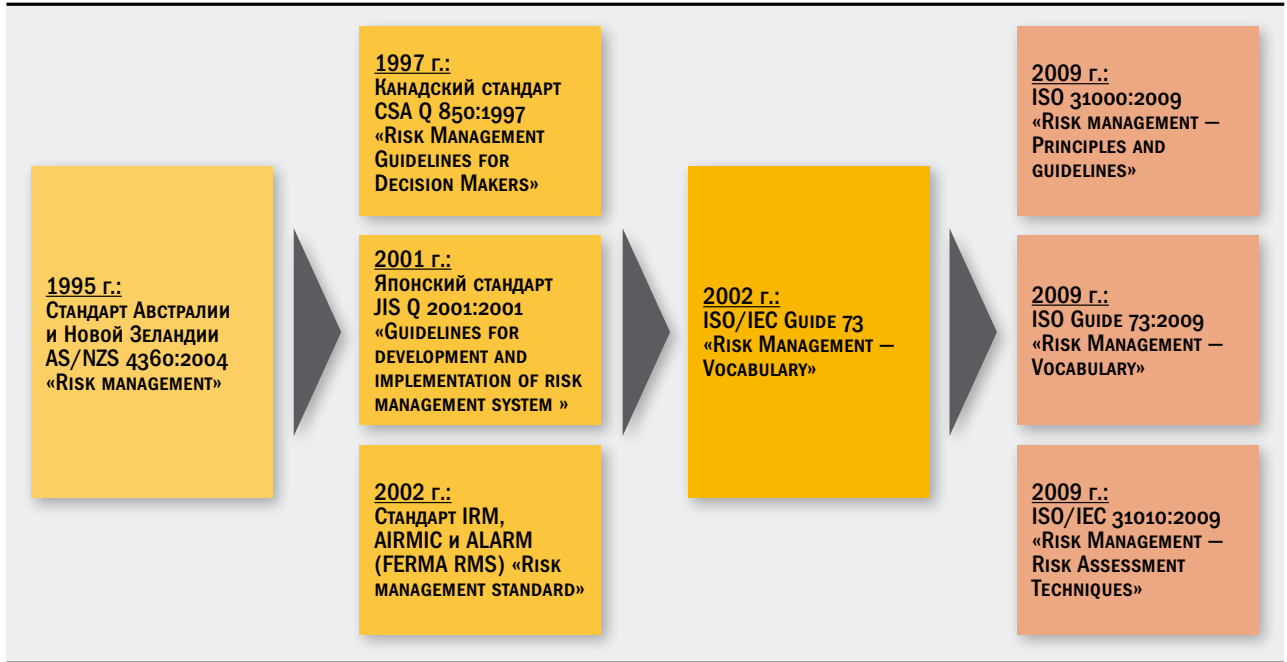 1995 г.:
Стандарт Австралии
и Новой Зеландии
AS/NZS 4360:2004
«Risk management»
1997 г.:
Канадский стандарт
CSA Q 850:1997
«Risk Management
Guidelines for
Decision Makers»
2001 г.:
Японский стандарт
JIS Q 2001:2001
«Guidelines for
development and
implementation of risk
management system »
2002 г.:
Стандарт IRM,
AIRMIC и ALARM
(FERMA RMS) «Risk
management standard»
2002 г.:
ISO/IEC Guide 73
«Risk Management —
Vocabulary»
2009 г.:
ISO 31000:2009
«Risk management —
Principles and
guidelines»
2009 г.:
ISO Guide 73:2009
«Risk Management —
Vocabulary»
2009 г.:
ISO/IEC 31010:2009
«Risk Management —
Risk Assessment
Techniques»